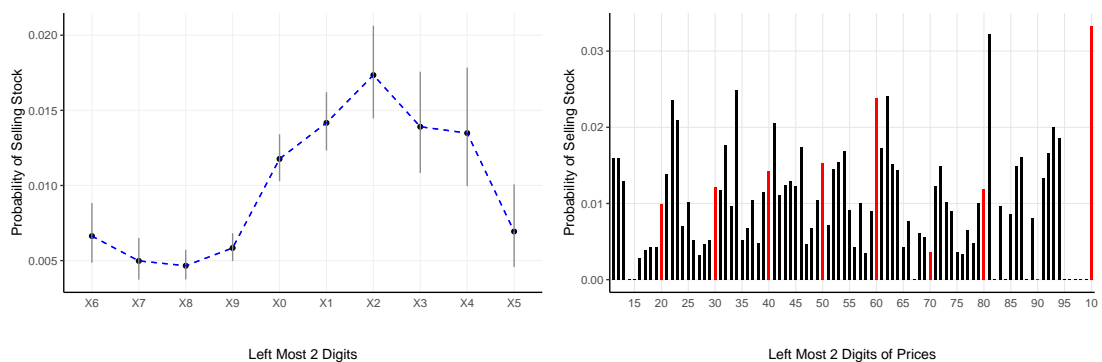 Probability of Selling Stock
0.020
0.015
0.010
0.005
X6 X7 X8 X9 X0 X1 X2 X3 X4 X5
Left Most 2 Digits
Probability of Selling Stock
0.03
0.02
0.01
0.00
15 20 25 30 35 40 45 50 55 60 65 70 75 80 85 90 95 10
Left Most 2 Digits of Prices